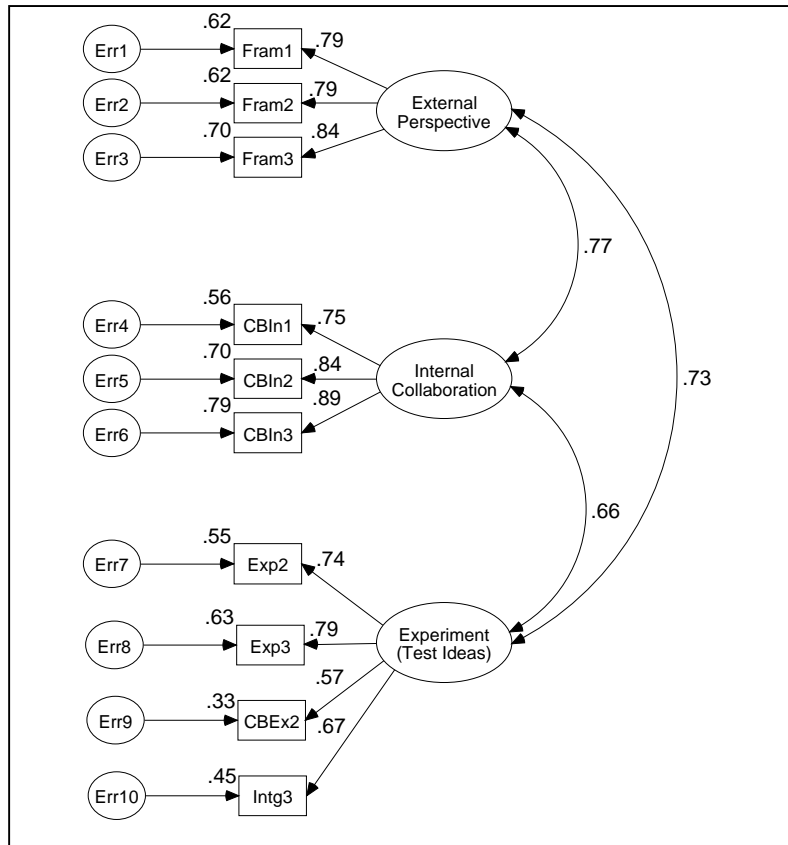 .62
Err1
Fram1
.79
.62
Err2
Fram2
.79
External
Perspective
.70
Err3
Fram3
.84
.77
.56
Err4
CBIn1
.75
.70
Err5
CBIn2
.84
Internal
Collaboration
.73
.79
Err6
CBIn3
.89
.66
.55
Err7
Exp2
.74
.63
Err8
Exp3
.79
Experiment
(Test Ideas)
.57
.33
Err9
CBEx2
.67
.45
Err10
Intg3